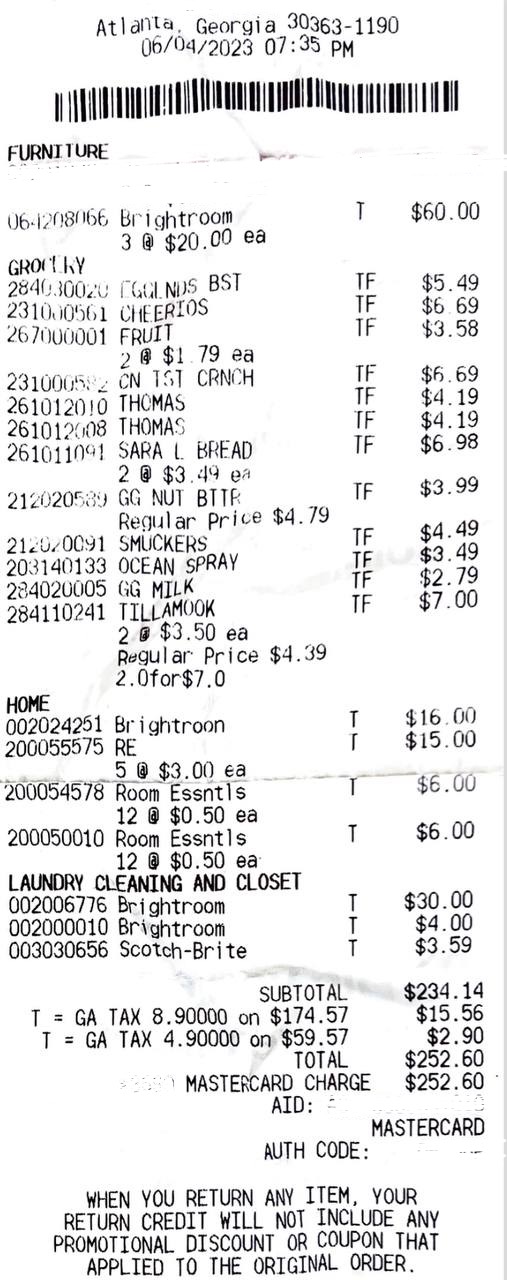 Atlanta, Georgia 30363-1190
06/04/2023 07:35 PM
FURNITURE
064208066 Brightroom T $60.00
3 @ $20.00 ea
GROCERY
284030020 EGGLNDS BST TF $5.49
231000561 CHEERIOS TF $6.69
267000001 FRUIT TF $3.58
2 @ $1.79 ea
CN TST CRNCH TF $6.69
261012010 THOMAS TF $4.19
261012008 THOMAS TF $4.19
261011091 SARA L BREAD TF $6.98
2 @ $3.49 ea
212020589 GG NUT BTTR TF $3.99
Regular Price $4.79
212020091 SMUCKERS TF $4.49
203140133 OCEAN SPRAY TF $3.49
284020005 GG MILK TF $2.79
284110241 TILLAMOOK TF $7.00
2 @ $3.50 ea
Regular Price $4.39
2.0for$7.0
HOME
002024251 Brightroon T $16.00
200055575 RE T $15.00
5 @ $3.00 ea
200054578 Room Essntls T $6.00
12 @ $0.50 ea
200050010 Room Essntls T $6.00
12 @ $0.50 ea
LAUNDRY CLEANING AND CLOSET
002006776 Brightroom T $30.00
002000010 Brightroom T $4.00
003030656 Scotch-Brite T $3.59
SUBTOTAL $234.14
T = GA TAX 8.90000 on $174.57 $15.56
T = GA TAX 4.90000 on $59.57 $2.90
TOTAL $252.60
MASTERCARD CHARGE $252.60
AID:
MASTERCARD
AUTH CODE:
WHEN YOU RETURN ANY ITEM, YOUR
RETURN CREDIT WILL NOT INCLUDE ANY
PROMOTIONAL DISCOUNT OR COUPON THAT
APPLIED TO THE ORIGINAL ORDER.